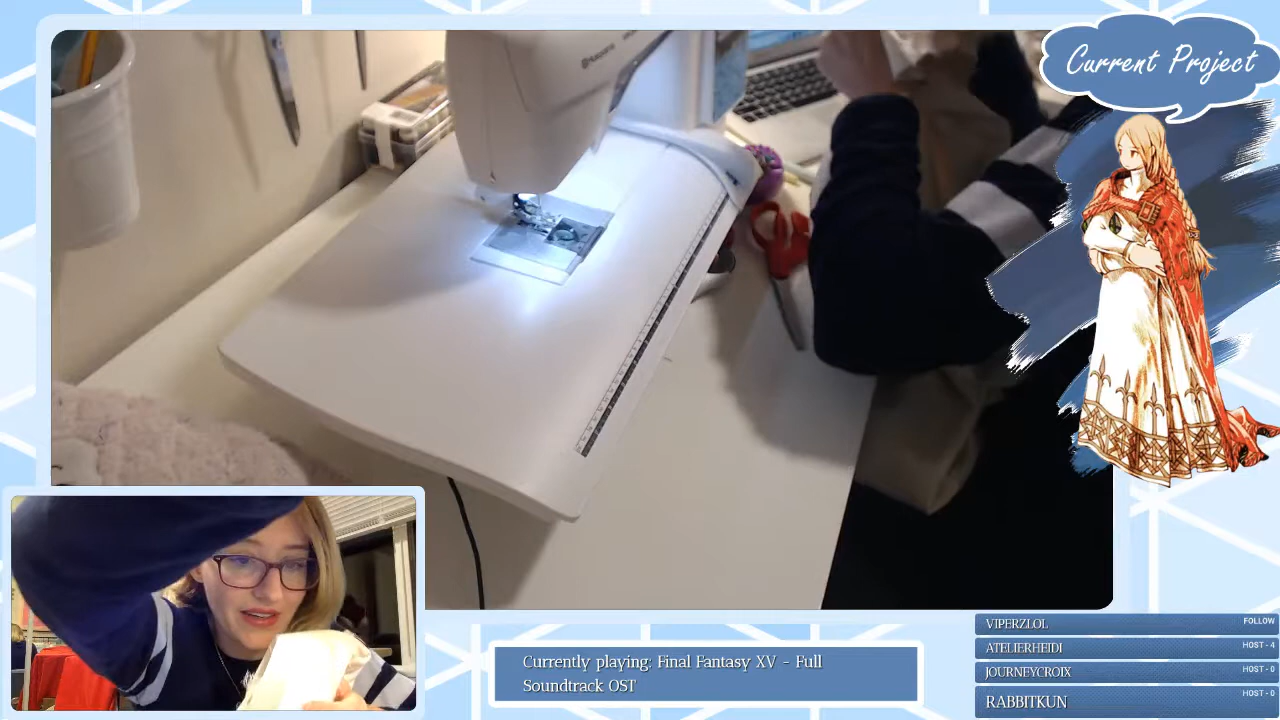 Current Project
VIPERZLOL FOLLOW
ATELIERHEIDI HOST - 4
JOURNEYCROIX HOST - 0
RABBITKUN HOST - 0
Currently playing: Final Fantasy XV - Full
Soundtrack OST